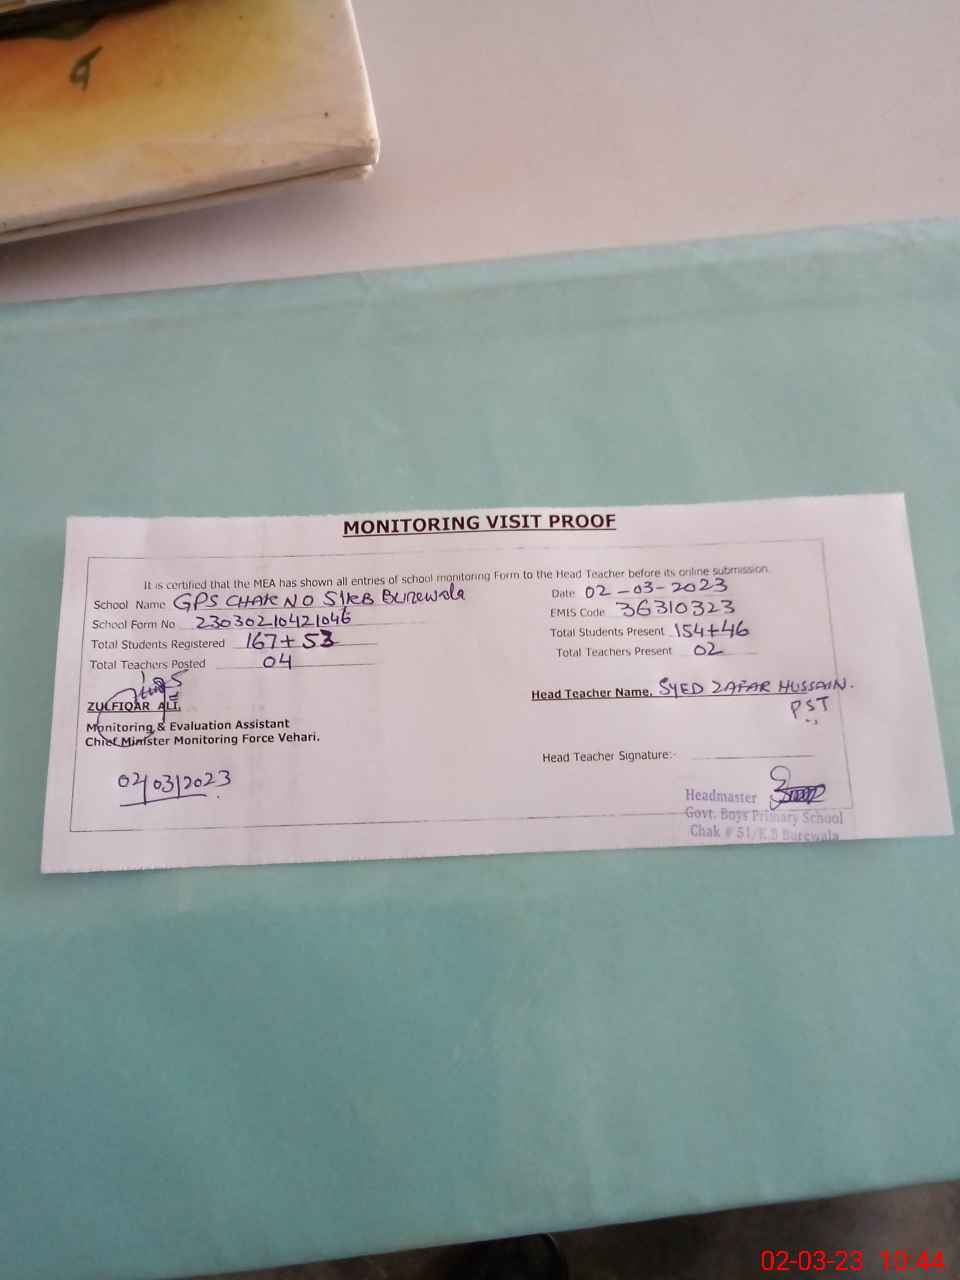 MONITORING VISIT PROOF
It is certified that the MEA has shown all entries of school monitoring Form to the Head Teacher before its online submission.
School Name GPS CHAK NO 51KB Burewala
Date 02-03-2023
School Form No 23030210421046
EMIS Code 36310323
Total Students Registered 167+53
Total Students Present 154+46
Total Teachers Posted 04
Total Teachers Present 02
ZULFIQAR ALI,
Head Teacher Name. SYED ZAFAR HUSSAIN.
PST
Monitoring & Evaluation Assistant
Chief Minister Monitoring Force Vehari.
Head Teacher Signature:-
02/03/2023
Headmaster
Govt. Boys Primary School
Chak # 51/K.B Burewala
02-03-23 10:44